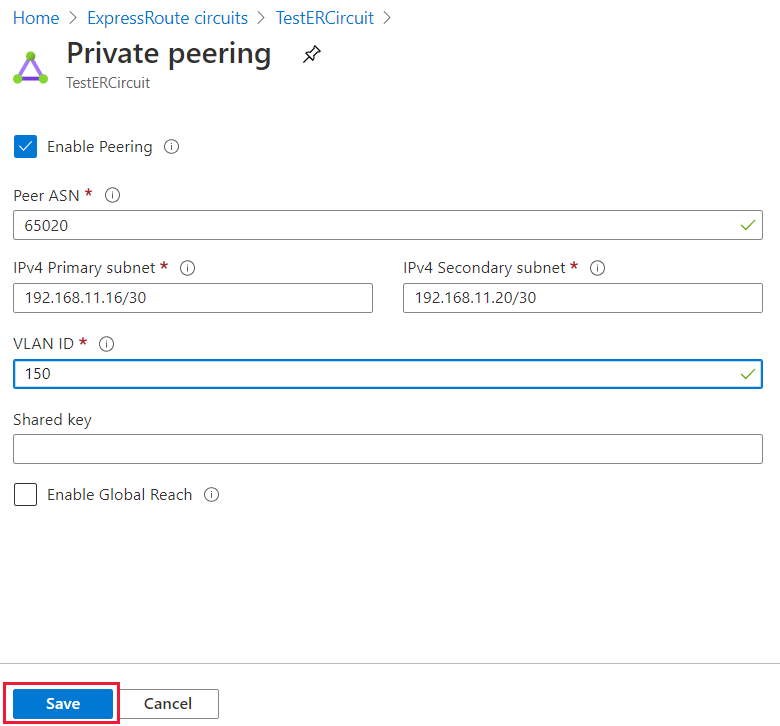 Home > ExpressRoute circuits > TestERCircuit >
Private peering
TestERCircuit
Enable Peering
Peer ASN *
65020
IPv4 Primary subnet * IPv4 Secondary subnet *
192.168.11.16/30 192.168.11.20/30
VLAN ID *
150
Shared key
Enable Global Reach
Save Cancel